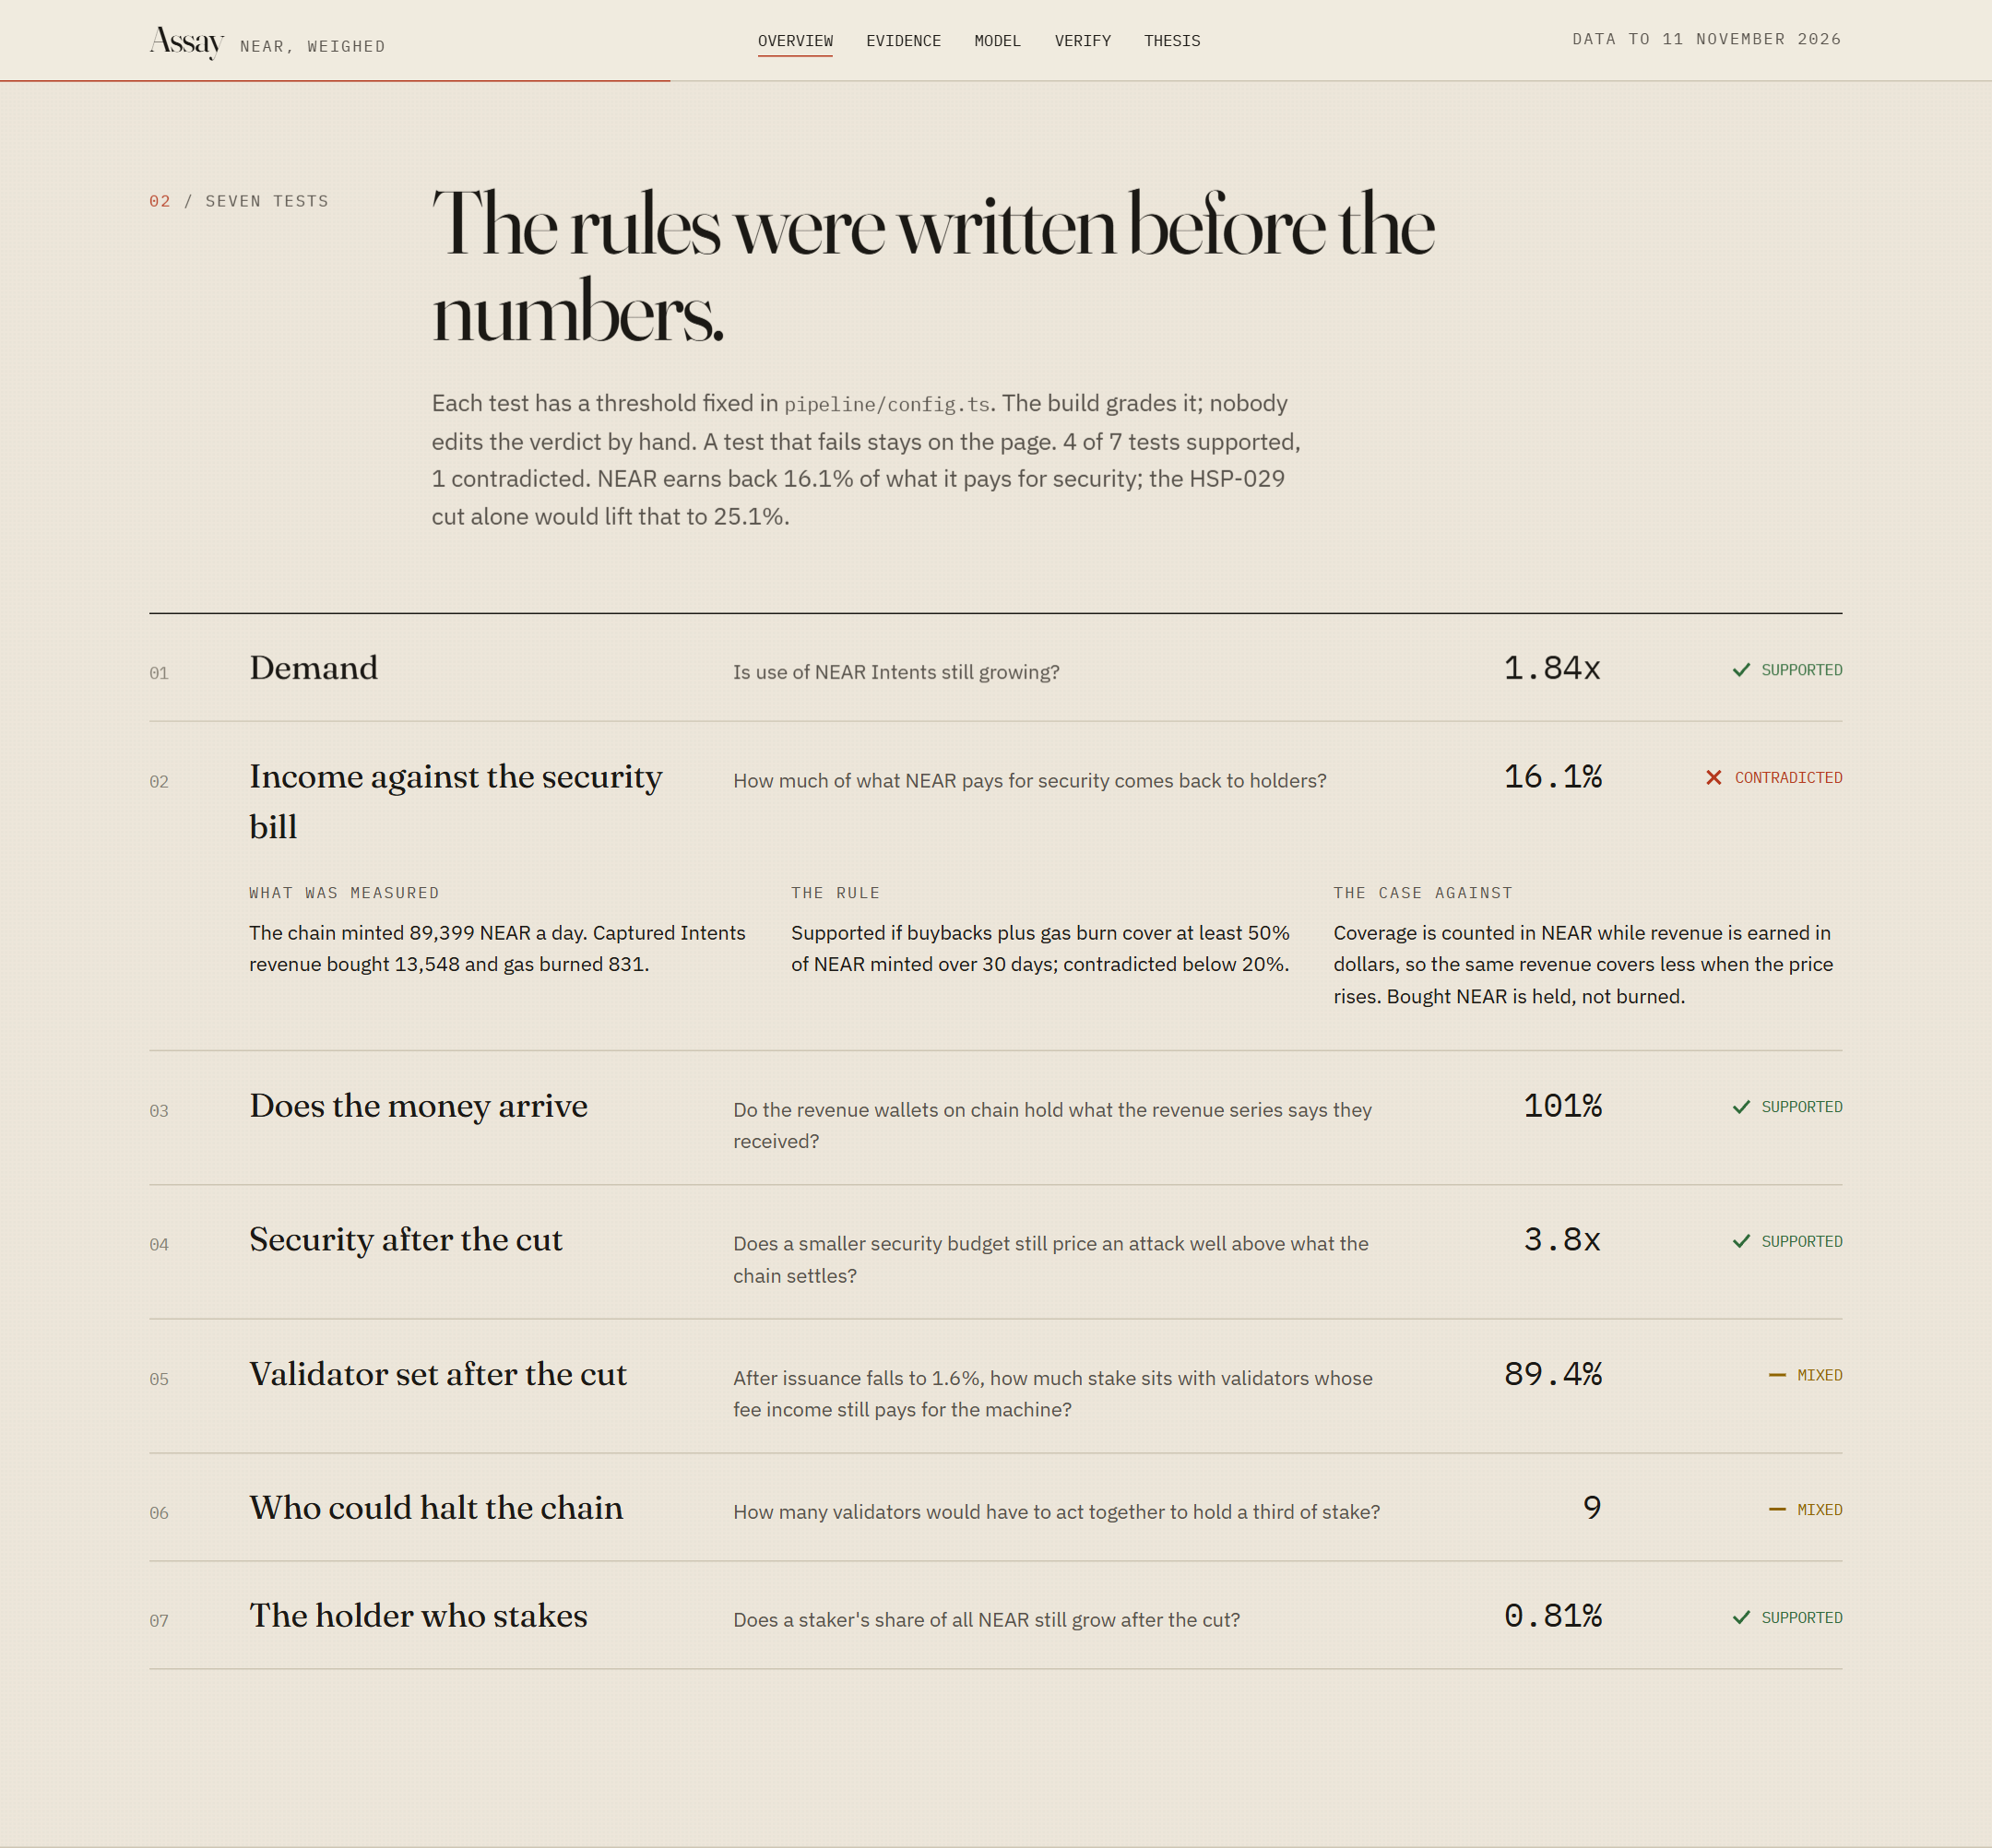 Assay NEAR, WEIGHED
OVERVIEW EVIDENCE MODEL VERIFY THESIS
DATA TO 11 NOVEMBER 2026
02 / SEVEN TESTS
The rules were written before the
numbers.
Each test has a threshold fixed in pipeline/config.ts. The build grades it; nobody
edits the verdict by hand. A test that fails stays on the page. 4 of 7 tests supported,
1 contradicted. NEAR earns back 16.1% of what it pays for security; the HSP-029
cut alone would lift that to 25.1%.
01 Demand Is use of NEAR Intents still growing? 1.84x SUPPORTED
02 Income against the security
bill
How much of what NEAR pays for security comes back to holders? 16.1% CONTRADICTED
WHAT WAS MEASURED
The chain minted 89,399 NEAR a day. Captured Intents
revenue bought 13,548 and gas burned 831.
THE RULE
Supported if buybacks plus gas burn cover at least 50%
of NEAR minted over 30 days; contradicted below 20%.
THE CASE AGAINST
Coverage is counted in NEAR while revenue is earned in
dollars, so the same revenue covers less when the price
rises. Bought NEAR is held, not burned.
03 Does the money arrive
Do the revenue wallets on chain hold what the revenue series says they
received?
101% SUPPORTED
04 Security after the cut
Does a smaller security budget still price an attack well above what the
chain settles?
3.8x SUPPORTED
05 Validator set after the cut
After issuance falls to 1.6%, how much stake sits with validators whose
fee income still pays for the machine?
89.4% MIXED
06 Who could halt the chain How many validators would have to act together to hold a third of stake? 9 MIXED
07 The holder who stakes Does a staker's share of all NEAR still grow after the cut? 0.81% SUPPORTED